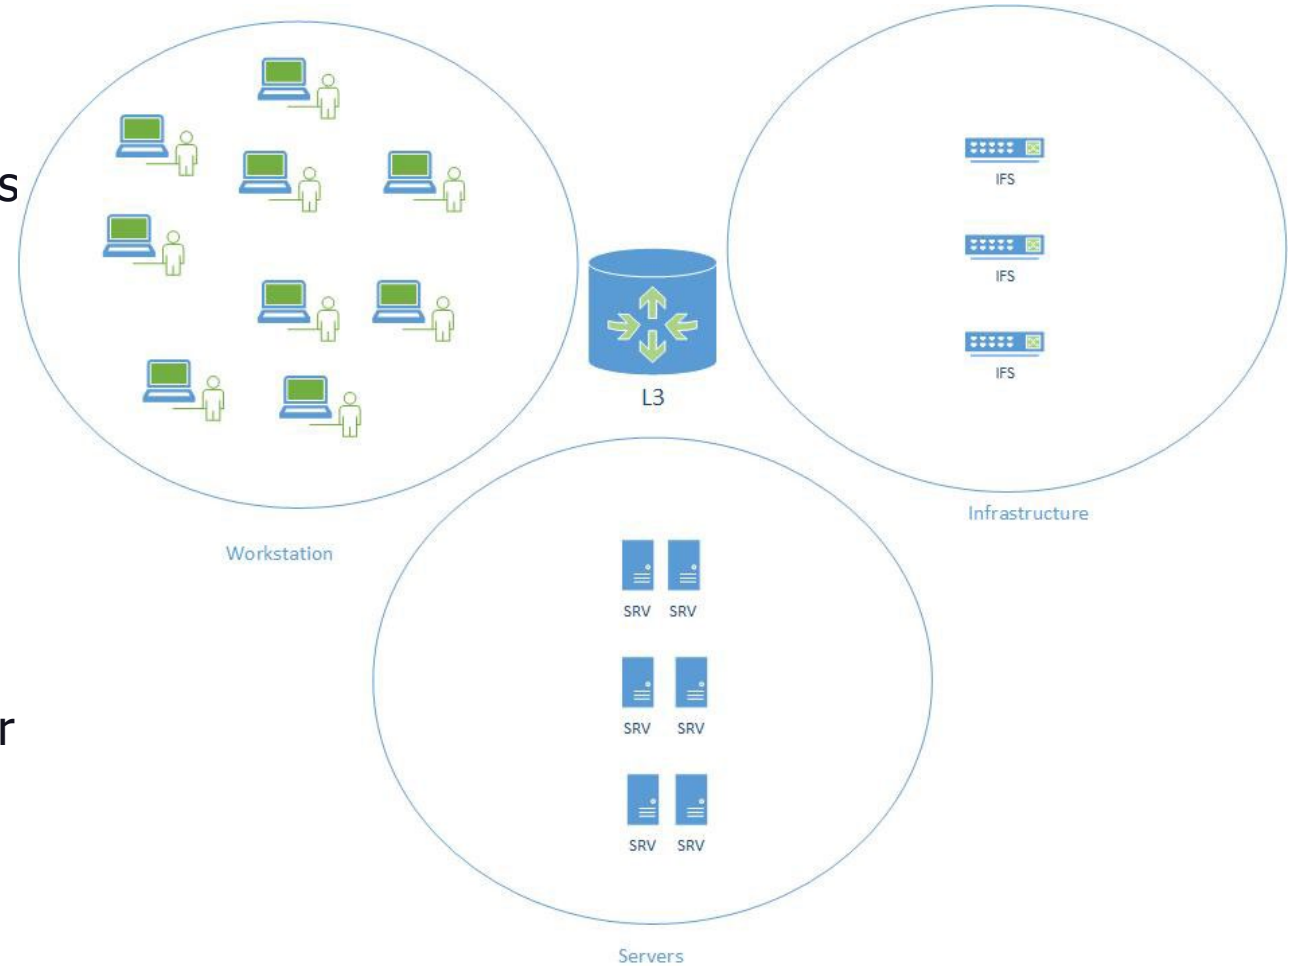 s
IFS
IFS
IFS
L3
Infrastructure
Workstation
SRV SRV
SRV SRV
r
SRV SRV
Servers